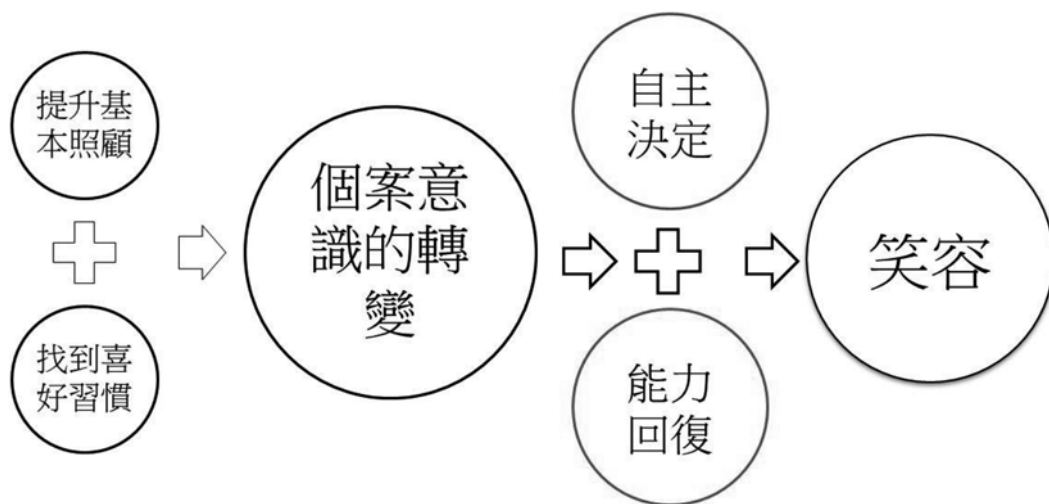 提升基
本照顧
找到喜
好習慣
個案意
識的轉
變
自主
決定
能力
回復
笑容